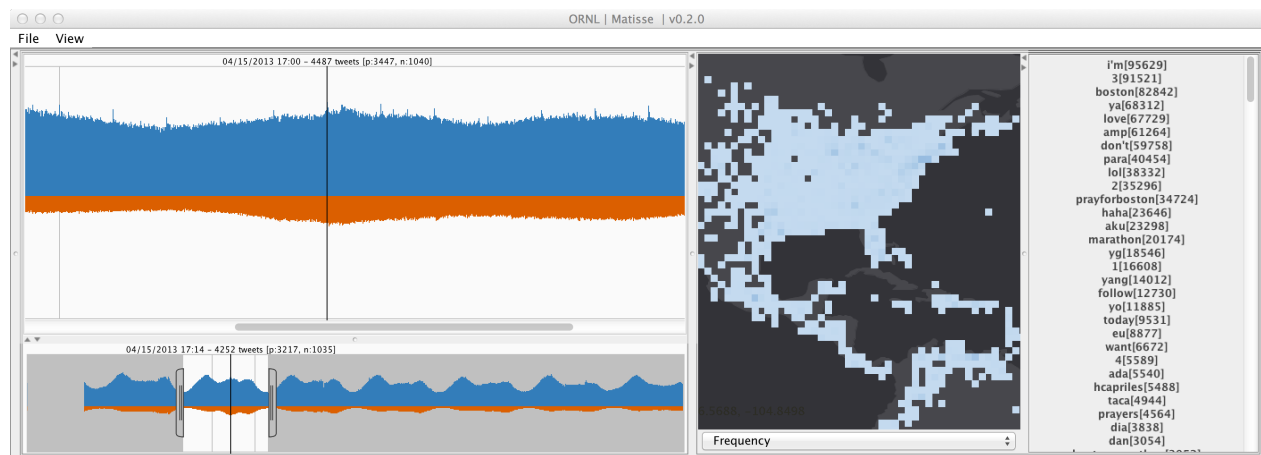 ORNL | Matisse | v0.2.0
File View
04/15/2013 17:00 – 4487 tweets [p:3447, n:1040]
04/15/2013 17:14 – 4252 tweets [p:3217, n:1035]
Frequency
i'm[95629]
3[91521]
boston[82842]
ya[68312]
love[67729]
amp[61264]
don't[59758]
para[40454]
lol[38332]
2[35296]
prayforboston[34724]
haha[23646]
aku[23298]
marathon[20174]
yg[18546]
1[16608]
yang[14012]
follow[12730]
yo[11885]
today[9531]
eu[8877]
want[6672]
4[5589]
ada[5540]
hcapriles[5488]
taca[4944]
prayers[4564]
dia[3838]
dan[3054]